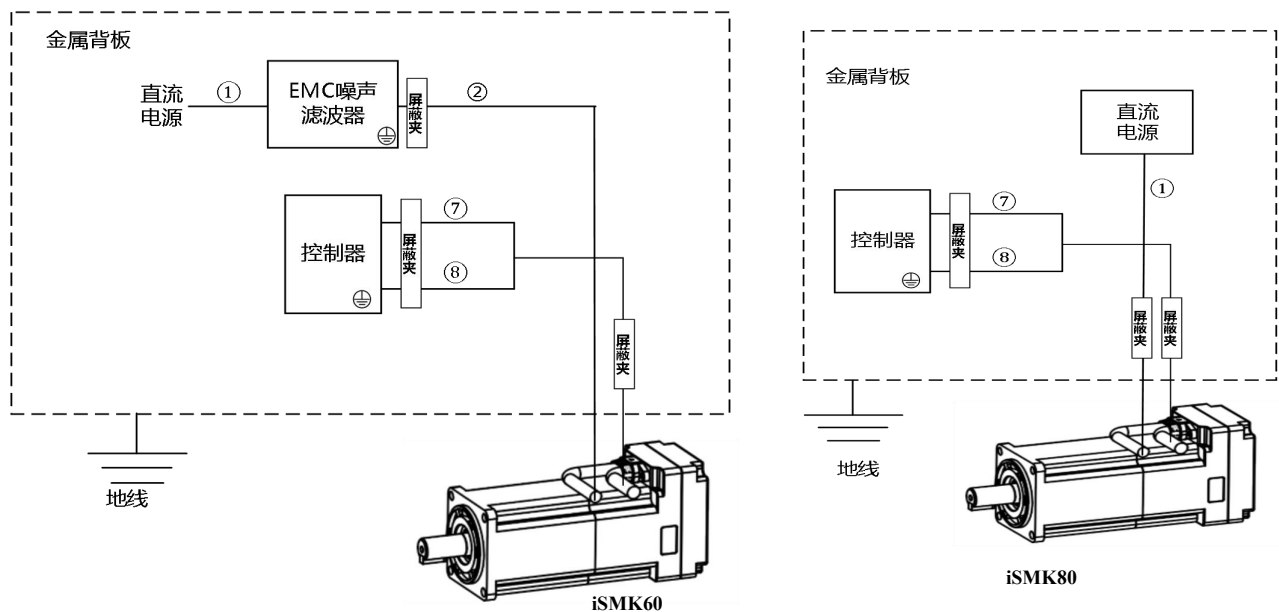 金属背板
直流
电源
①
EMC噪声
滤波器
屏蔽夹
②
控制器
屏蔽夹
⑦
⑧
屏蔽夹
地线
iSMK60
金属背板
直流
电源
①
控制器
屏蔽夹
⑦
⑧
屏蔽夹
屏蔽夹
地线
iSMK80